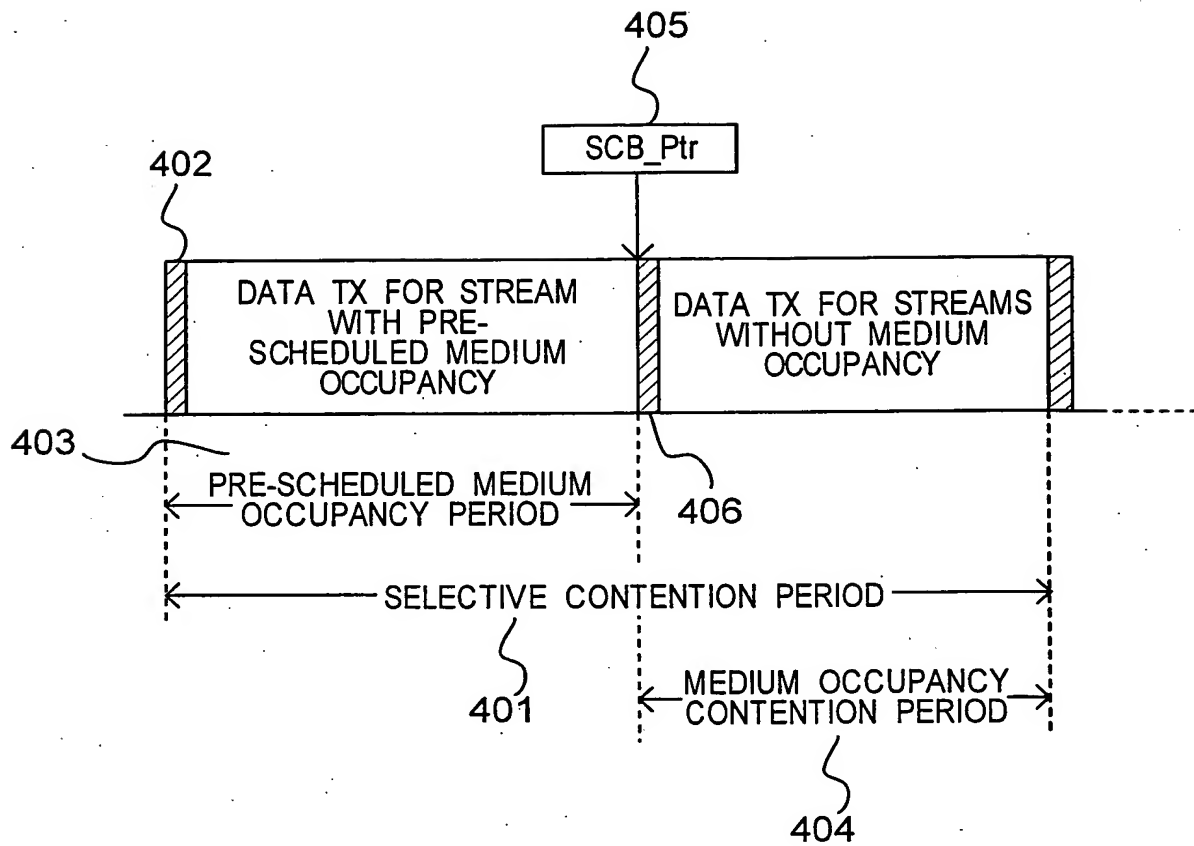 405
SCB_Ptr
402
DATA TX FOR STREAM
WITH PRE-
SCHEDULED MEDIUM
OCCUPANCY
DATA TX FOR STREAMS
WITHOUT MEDIUM
OCCUPANCY
403
PRE-SCHEDULED MEDIUM
OCCUPANCY PERIOD
406
SELECTIVE CONTENTION PERIOD
401
MEDIUM OCCUPANCY
CONTENTION PERIOD
404